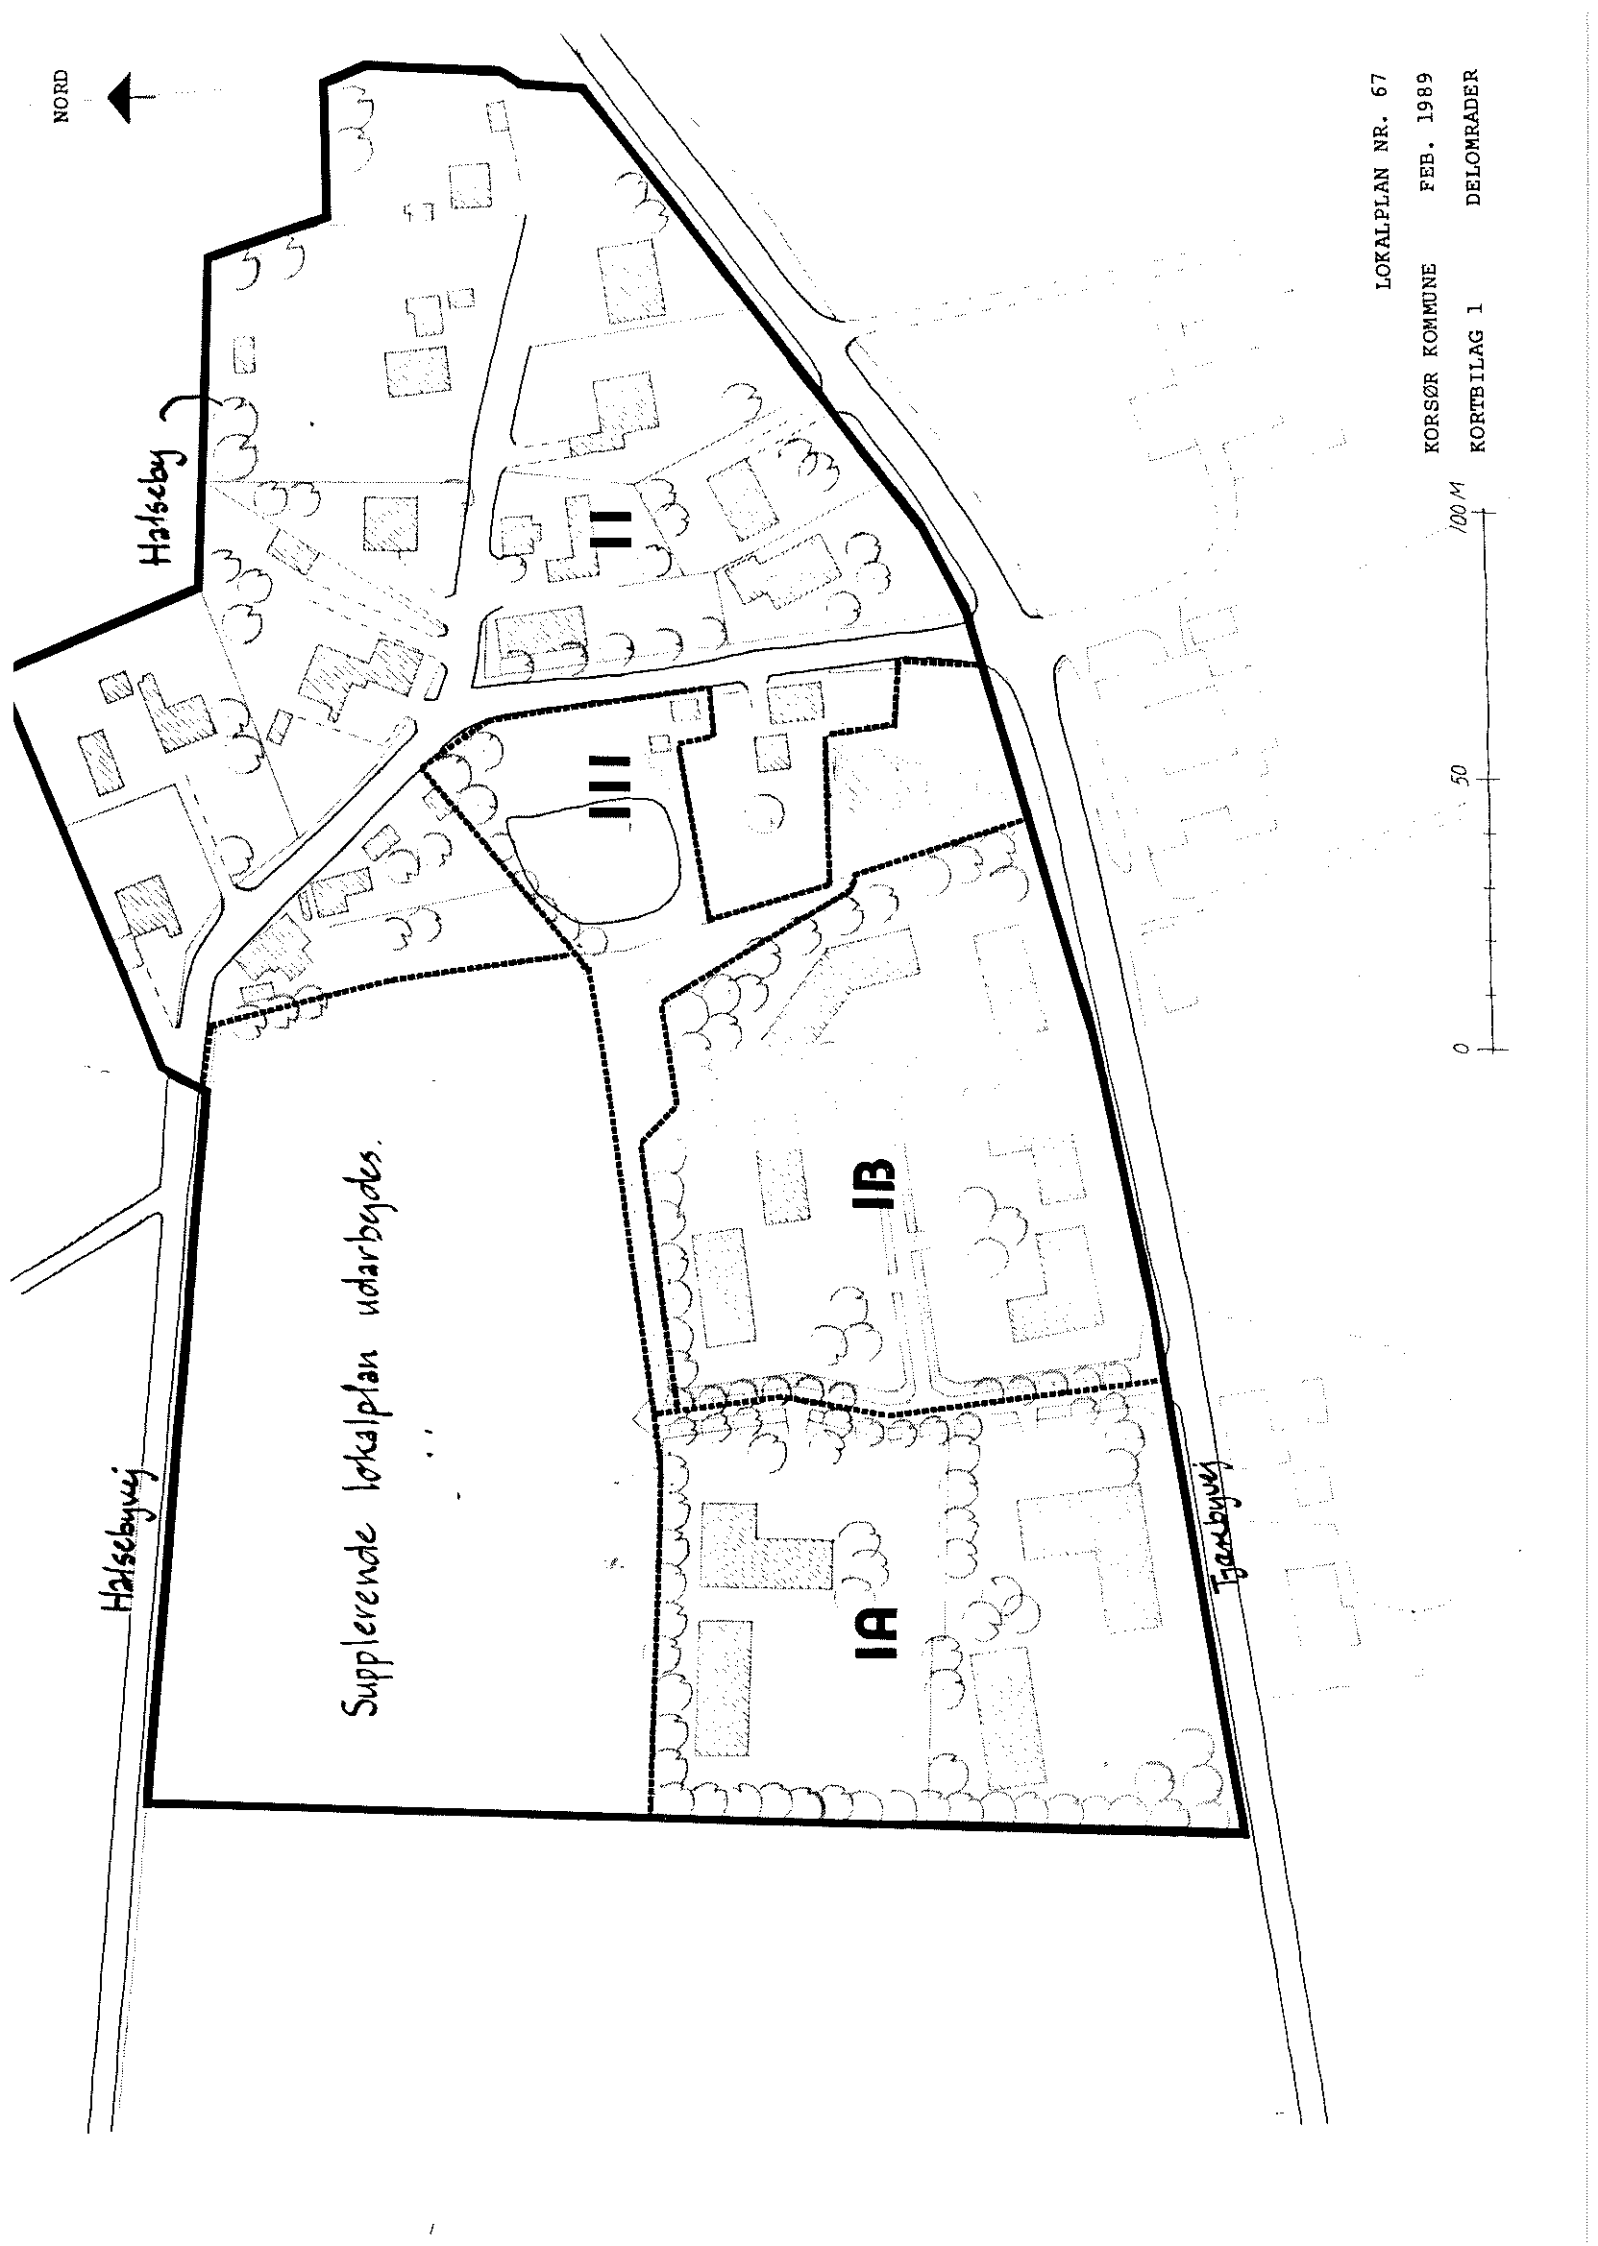 NORD
Halseby
Halsebyvej
Supplerende lokalplan udarbejdes.
II
III
IB
IA
Tjærebyvej
0
50
100 M
LOKALPLAN NR. 67
KORSØR KOMMUNE FEB. 1989
KORTBILAG 1 DELOMRADER